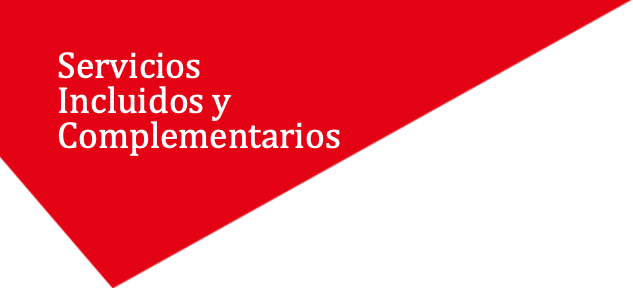 Servicios
Incluidos y
Complementarios